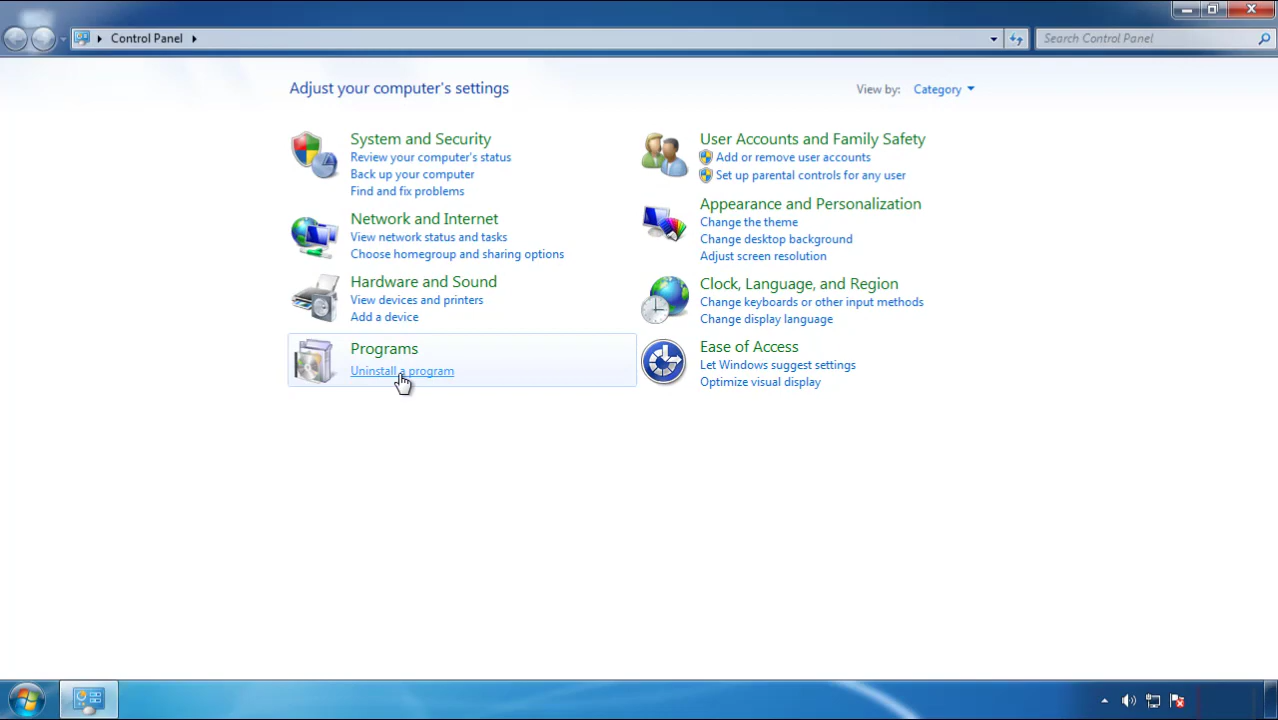 Control Panel
Search Control Panel
Adjust your computer's settings
View by: Category
System and Security
Review your computer's status
Back up your computer
Find and fix problems
Network and Internet
View network status and tasks
Choose homegroup and sharing options
Hardware and Sound
View devices and printers
Add a device
Programs
Uninstall a program
User Accounts and Family Safety
Add or remove user accounts
Set up parental controls for any user
Appearance and Personalization
Change the theme
Change desktop background
Adjust screen resolution
Clock, Language, and Region
Change keyboards or other input methods
Change display language
Ease of Access
Let Windows suggest settings
Optimize visual display